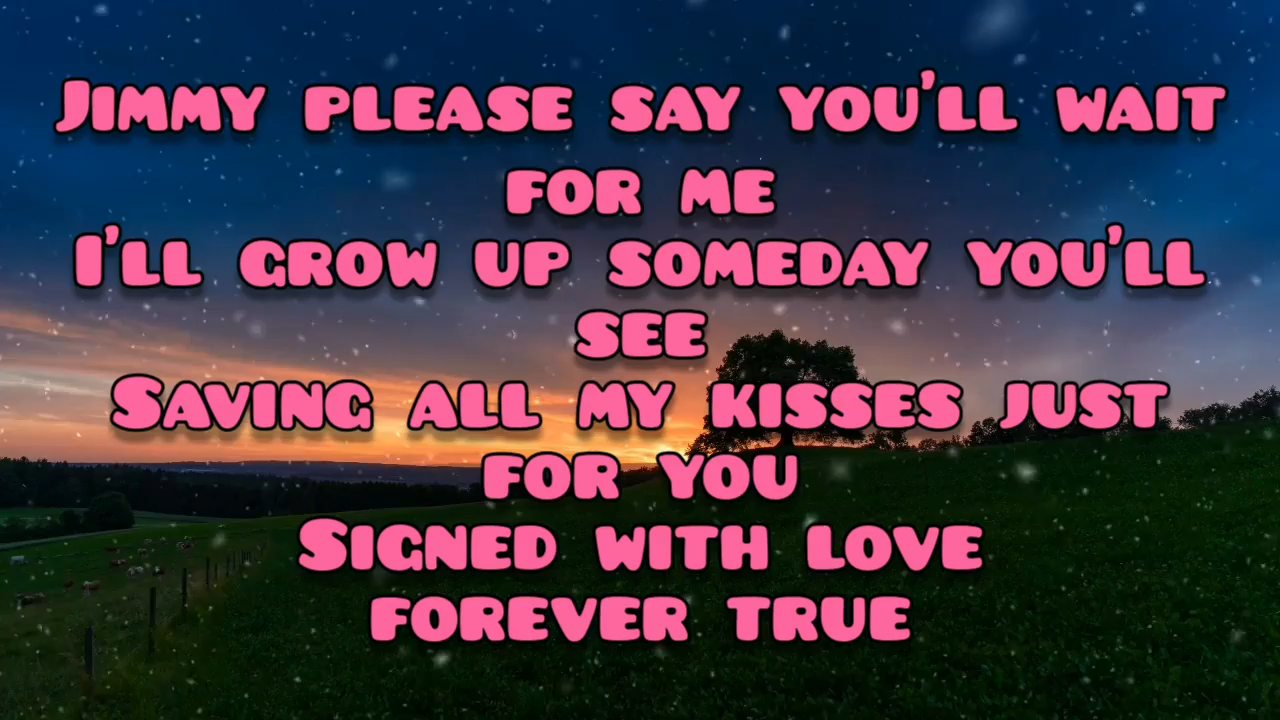 Jimmy please say you'll wait
for me
I'll grow up someday you'll
see
Saving all my kisses just
for you
Signed with love
forever true